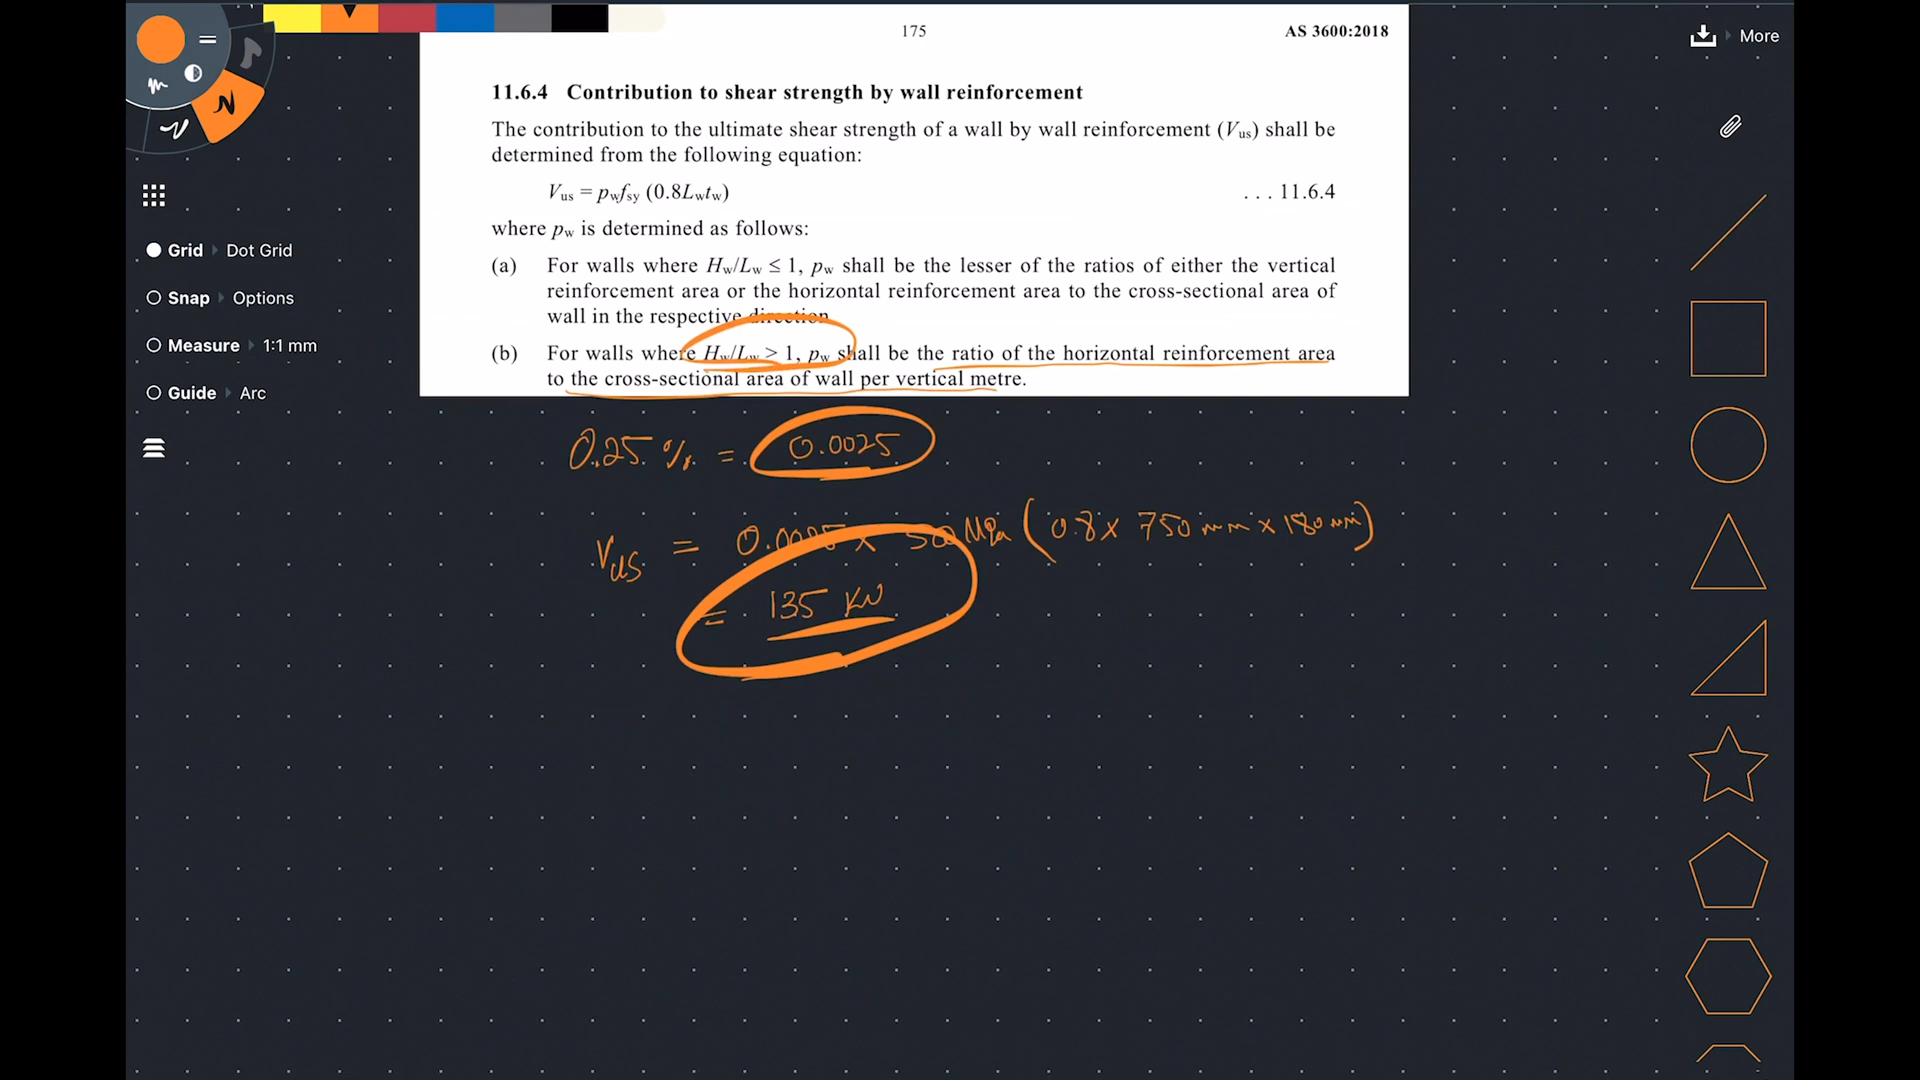 175
AS 3600:2018
More
11.6.4 Contribution to shear strength by wall reinforcement
The contribution to the ultimate shear strength of a wall by wall reinforcement (Vus) shall be
determined from the following equation:
Vus = pwfsy (0.8Lwtw) . . . 11.6.4
where pw is determined as follows:
(a) For walls where Hw/Lw ≤ 1, pw shall be the lesser of the ratios of either the vertical
reinforcement area or the horizontal reinforcement area to the cross-sectional area of
wall in the respective direction
(b) For walls where Hw/Lw > 1, pw shall be the ratio of the horizontal reinforcement area
to the cross-sectional area of wall per vertical metre.
Grid Dot Grid
Snap Options
Measure 1:1 mm
Guide Arc
0.25 % = 0.0025
Vus = 0.0025 x 500 MPa (0.8 x 750 mm x 180 mm)
= 135 KN